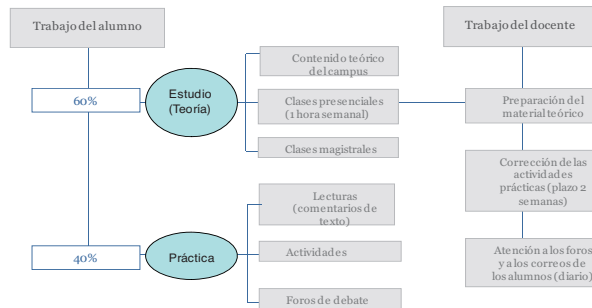 Trabajo del alumno
Trabajo del docente
60%
Estudio
(Teoría)
Contenido teórico
del campus
Clases presenciales
(1 hora semanal)
Clases magistrales
Preparación del
material teórico
Corrección de las
actividades
prácticas (plazo 2
semanas)
40%
Práctica
Lecturas
(comentarios de
texto)
Actividades
Foros de debate
Atención a los foros
y a los correos de
los alumnos (diario)